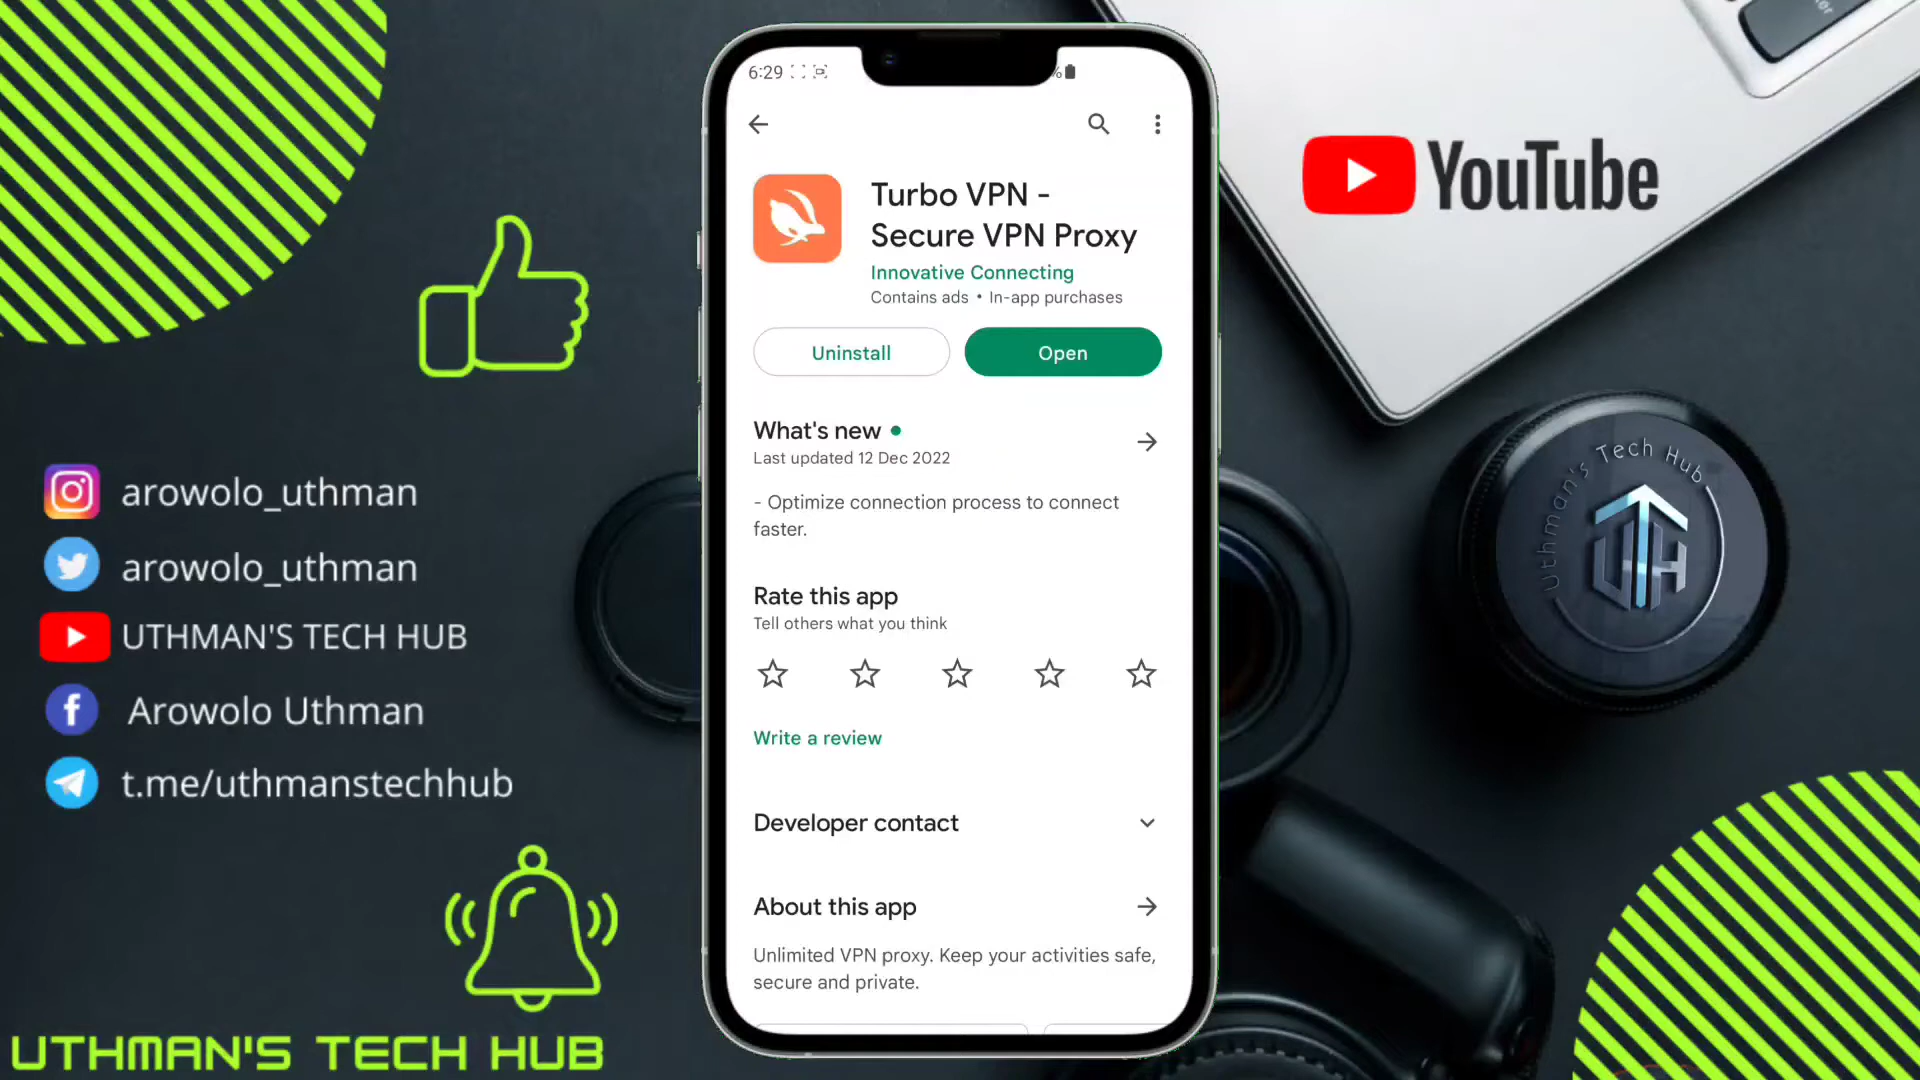 6:29
%
Turbo VPN -
Secure VPN Proxy
Innovative Connecting
Contains ads • In-app purchases
Uninstall
Open
What's new
Last updated 12 Dec 2022
- Optimize connection process to connect
faster.
Rate this app
Tell others what you think
Write a review
Developer contact
About this app
Unlimited VPN proxy. Keep your activities safe,
secure and private.
arowolo_uthman
arowolo_uthman
UTHMAN'S TECH HUB
Arowolo Uthman
t.me/uthmanstechhub
UTHMAN'S TECH HUB
YouTube
Uthman's Tech Hub
UTH